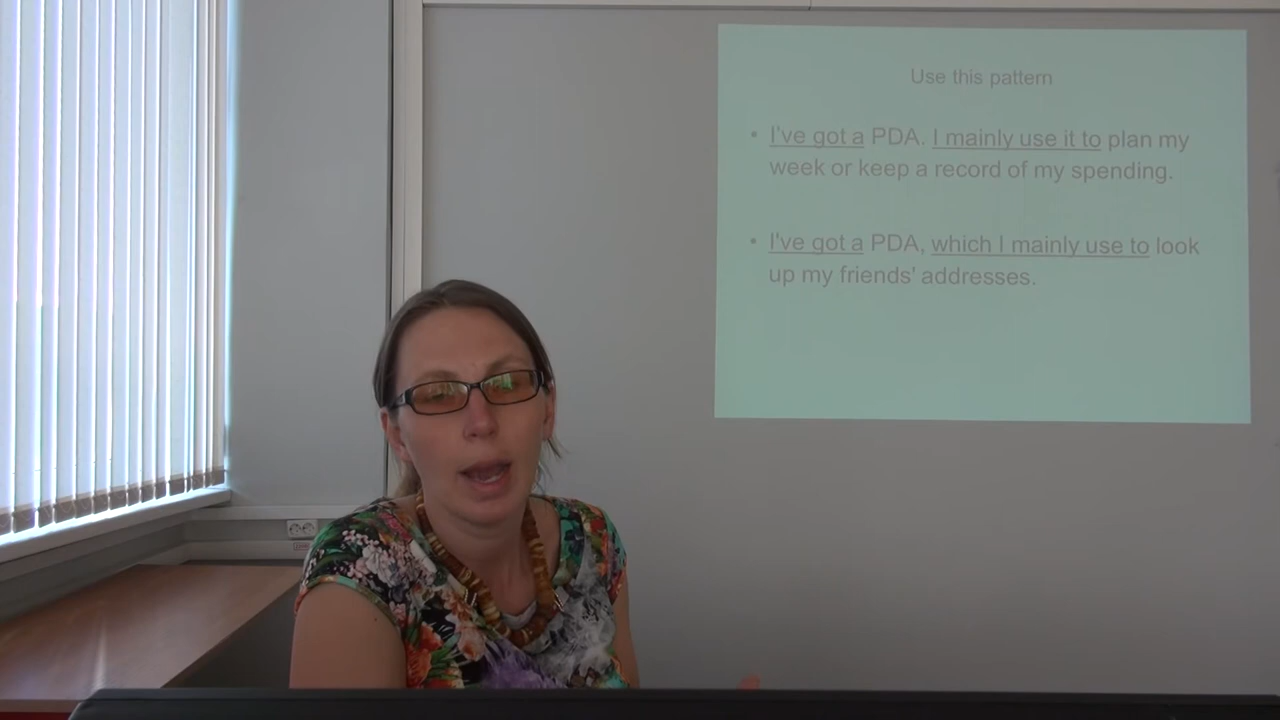 Use this pattern
• I've got a PDA. I mainly use it to plan my
week or keep a record of my spending.
• I've got a PDA, which I mainly use to look
up my friends' addresses.